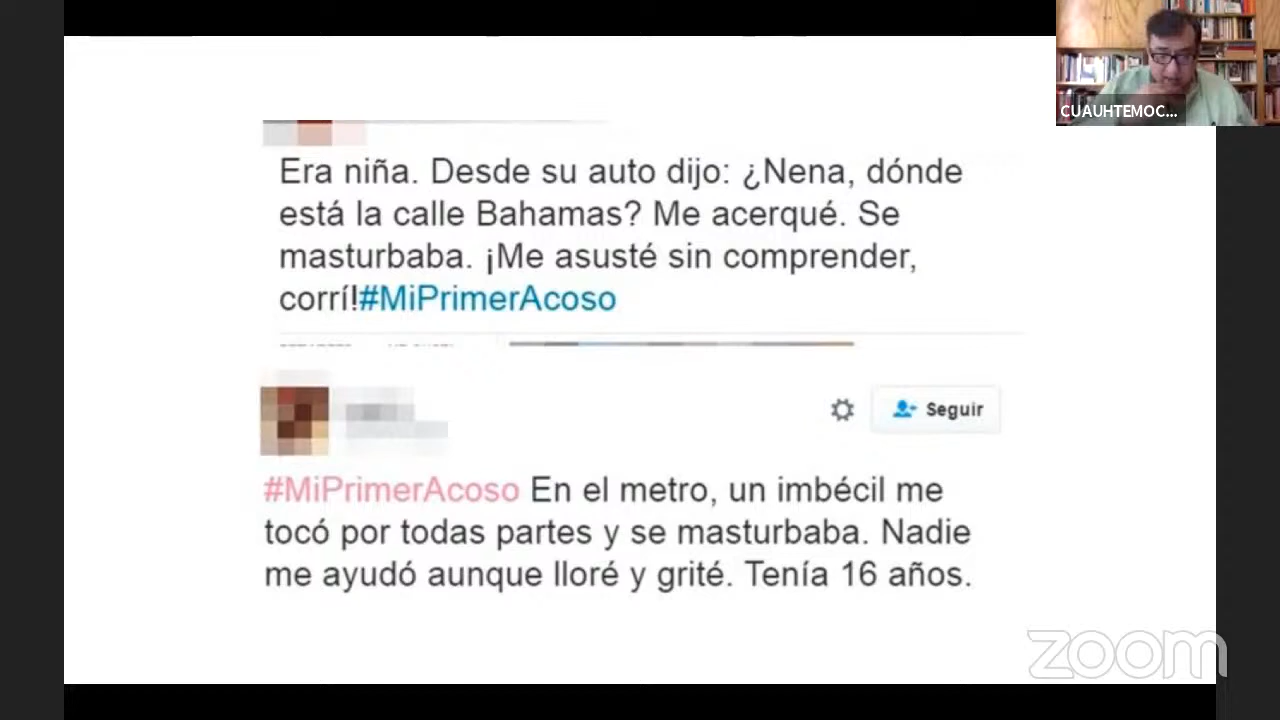 CUAUHTEMOC...
Era niña. Desde su auto dijo: ¿Nena, dónde
está la calle Bahamas? Me acerqué. Se
masturbaba. ¡Me asusté sin comprender,
corrí!#MiPrimerAcoso
Seguir
#MiPrimerAcoso En el metro, un imbécil me
tocó por todas partes y se masturbaba. Nadie
me ayudó aunque lloré y grité. Tenía 16 años.
zoom